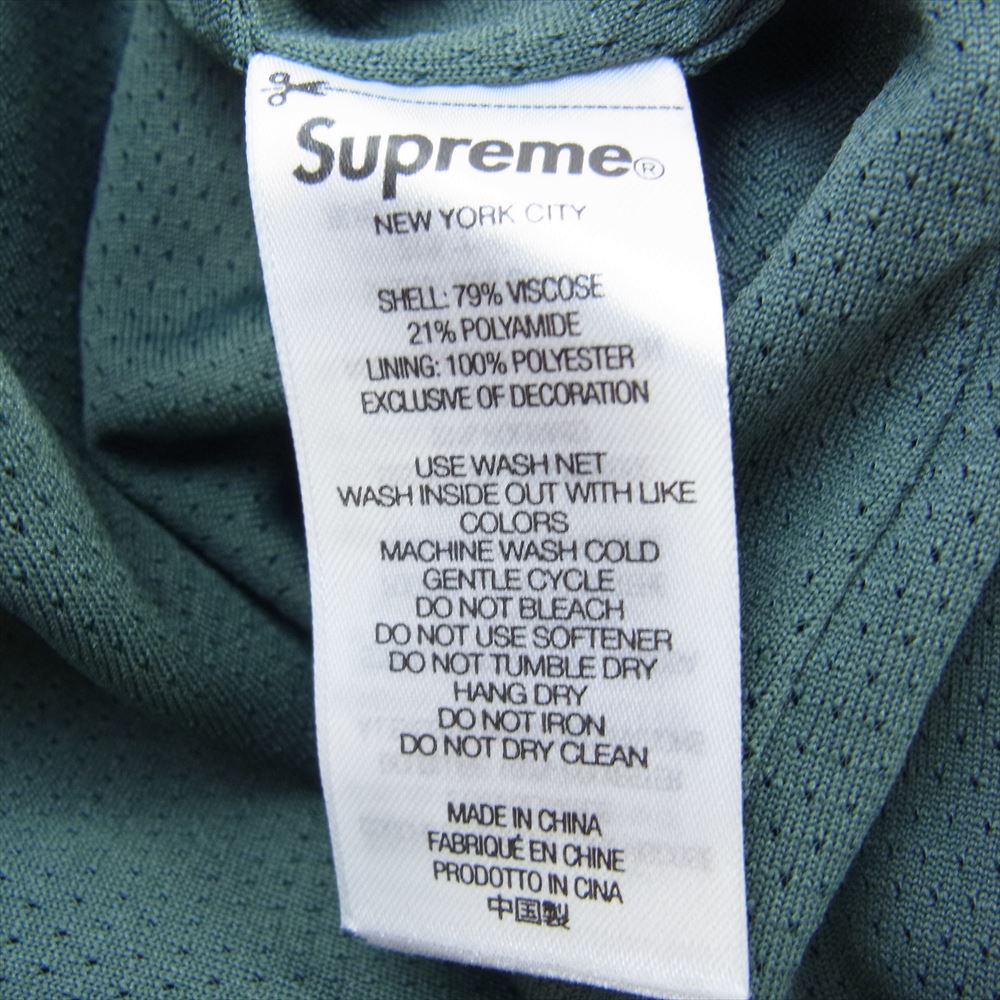 Supreme®
NEW YORK CITY
SHELL: 79% VISCOSE
21% POLYAMIDE
LINING: 100% POLYESTER
EXCLUSIVE OF DECORATION
USE WASH NET
WASH INSIDE OUT WITH LIKE
COLORS
MACHINE WASH COLD
GENTLE CYCLE
DO NOT BLEACH
DO NOT USE SOFTENER
DO NOT TUMBLE DRY
HANG DRY
DO NOT IRON
DO NOT DRY CLEAN
MADE IN CHINA
FABRIQUÉ EN CHINE
PRODOTTO IN CINA
中国製